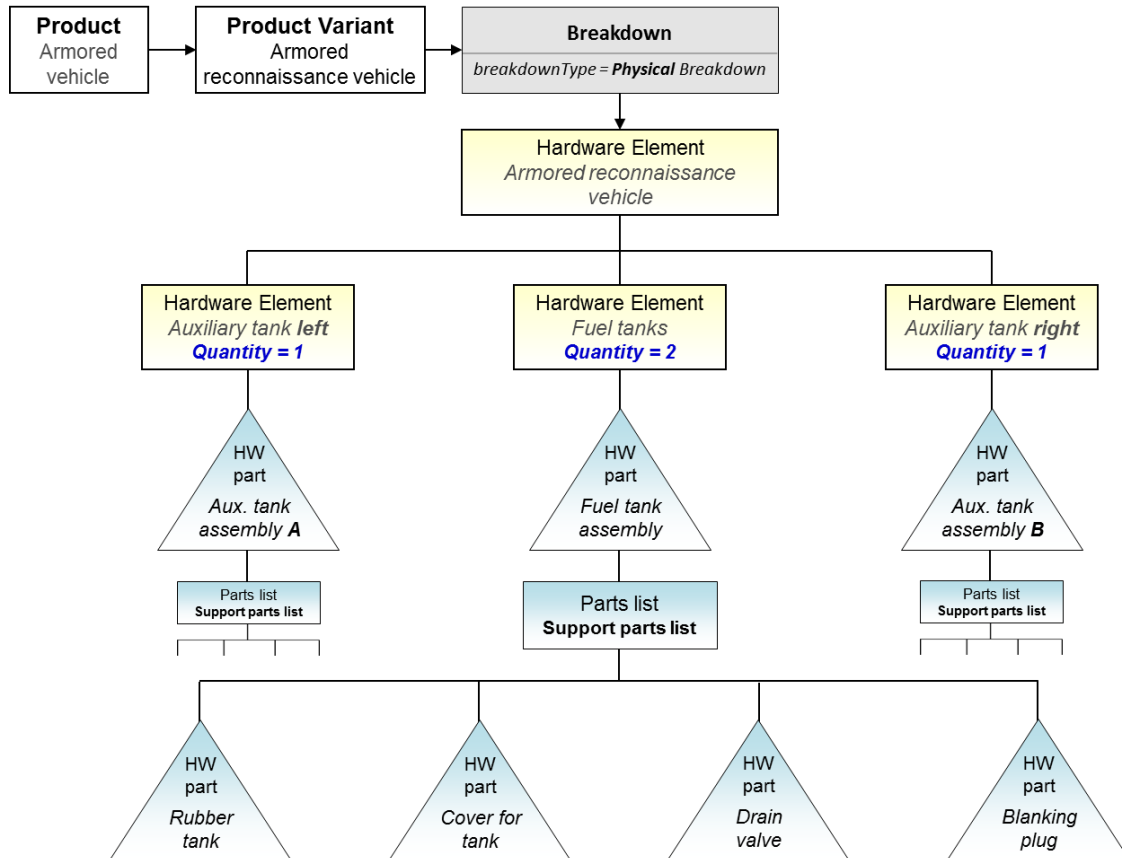 Product
Armored
vehicle
Product Variant
Armored
reconnaissance vehicle
Breakdown
breakdownType = Physical Breakdown
Hardware Element
Armored reconnaissance
vehicle
Hardware Element
Auxiliary tank left
Quantity = 1
Hardware Element
Fuel tanks
Quantity = 2
Hardware Element
Auxiliary tank right
Quantity = 1
HW
part
Aux. tank
assembly A
HW
part
Fuel tank
assembly
HW
part
Aux. tank
assembly B
Parts list
Support parts list
Parts list
Support parts list
Parts list
Support parts list
HW
part
Rubber
tank
HW
part
Cover for
tank
HW
part
Drain
valve
HW
part
Blanking
plug